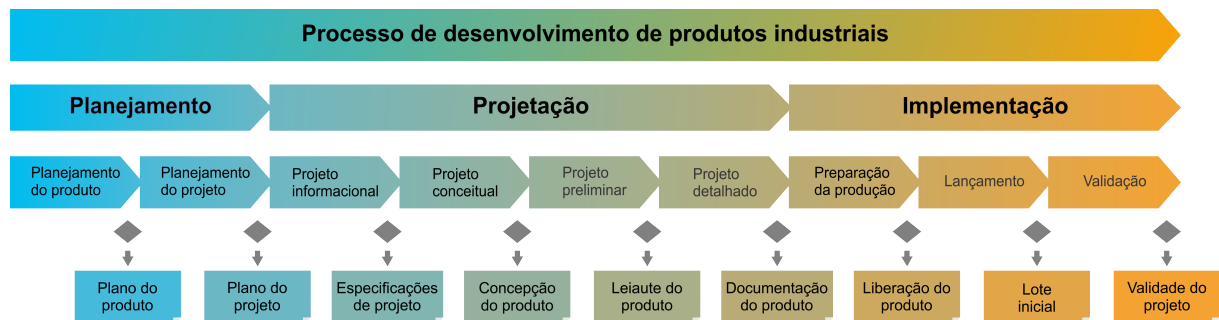 Processo de desenvolvimento de produtos industriais
Planejamento
Projetação
Implementação
Planejamento
do produto
Planejamento
do projeto
Projeto
informacional
Projeto
conceitual
Projeto
preliminar
Projeto
detalhado
Preparação
da produção
Lançamento
Validação
Plano do
produto
Plano do
projeto
Especificações
de projeto
Concepção
do produto
Leiaute do
produto
Documentação
do produto
Liberação do
produto
Lote
inicial
Validade do
projeto